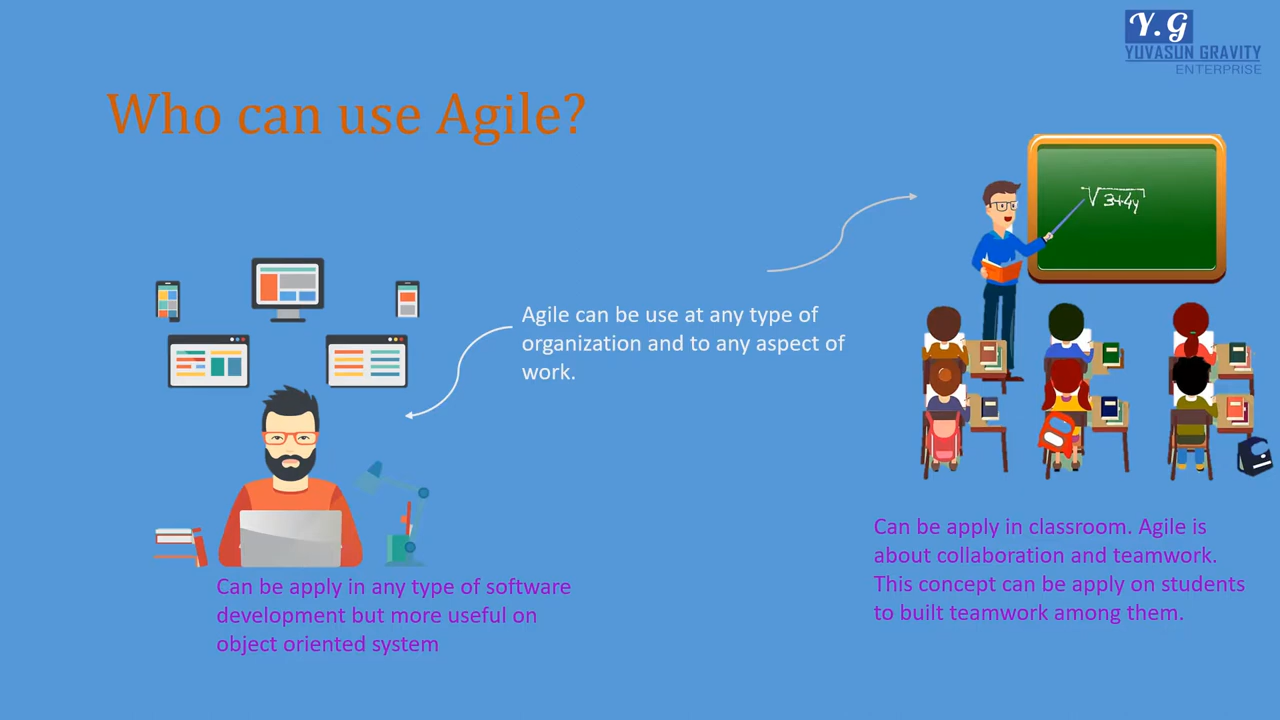 Y.G
YUVASUN GRAVITY
ENTERPRISE
Who can use Agile?
√3+4y
Agile can be use at any type of
organization and to any aspect of
work.
Can be apply in any type of software
development but more useful on
object oriented system
Can be apply in classroom. Agile is
about collaboration and teamwork.
This concept can be apply on students
to built teamwork among them.